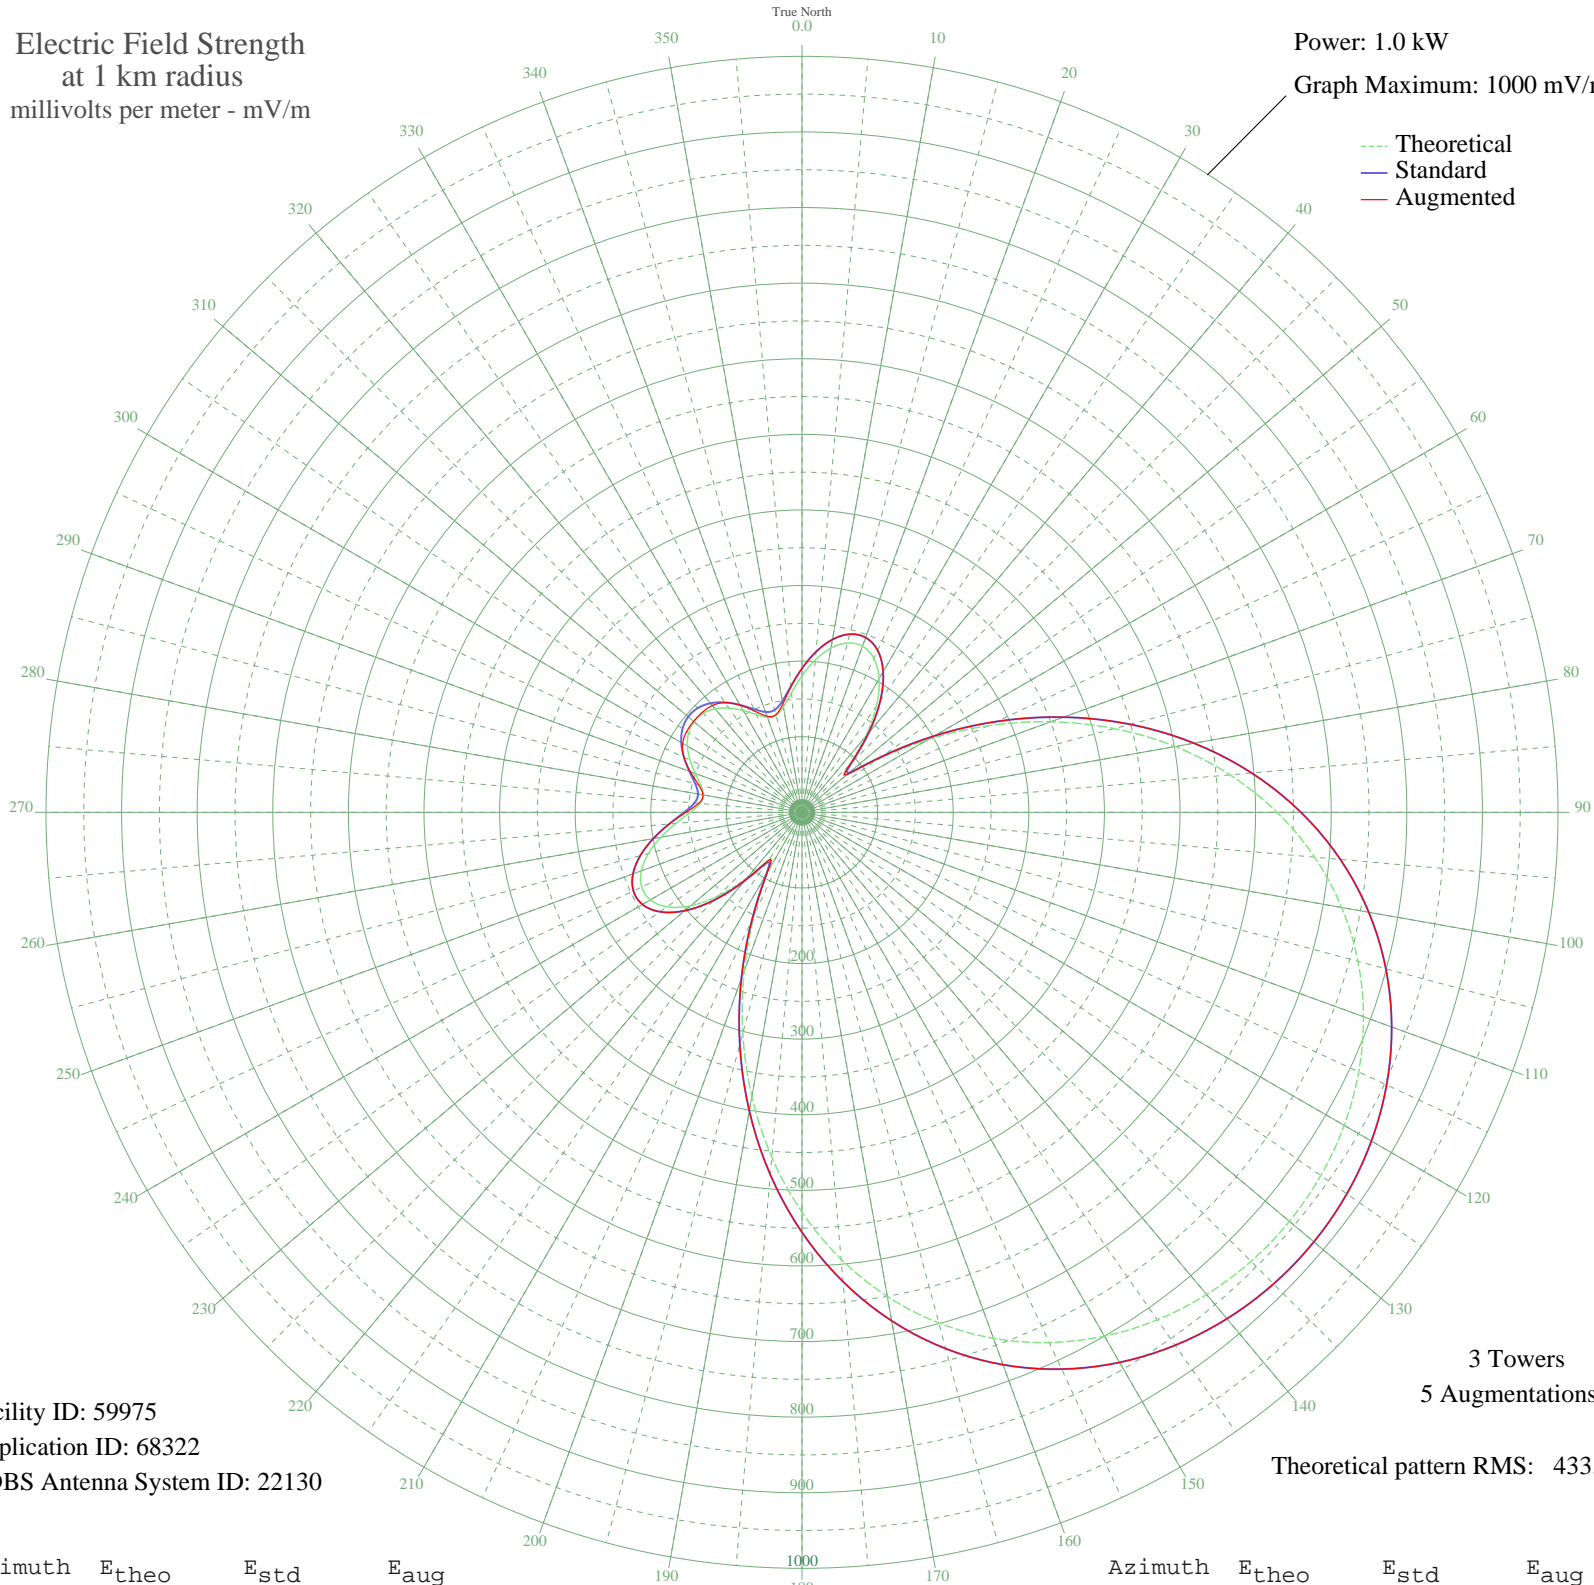 True North
0.0
Electric Field Strength
at 1 km radius
millivolts per meter - mV/m
Power: 1.0 kW
Graph Maximum: 1000 mV/
Theoretical
Standard
Augmented
350
10
340
20
330
30
320
40
310
50
300
60
290
70
280
80
270
90
260
100
250
110
240
120
230
130
220
140
210
150
200
160
190
170
200
300
400
500
600
700
800
900
1000
3 Towers
5 Augmentations
cility ID: 59975
plication ID: 68322
DBS Antenna System ID: 22130
Theoretical pattern RMS: 433
imuth Etheo Estd Eaug
Azimuth Etheo Estd Eaug